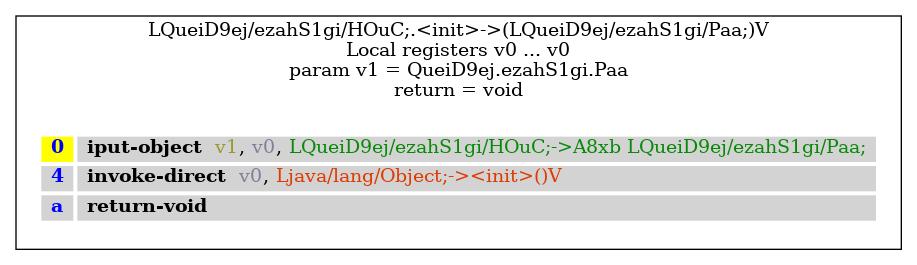 LQueiD9ej/ezahS1gi/HOuC;.<init>->(LQueiD9ej/ezahS1gi/Paa;)V
Local registers v0 ... v0
param v1 = QueiD9ej.ezahS1gi.Paa
return = void
0 iput-object v1, v0, LQueiD9ej/ezahS1gi/HOuC;->A8xb LQueiD9ej/ezahS1gi/Paa;
4 invoke-direct v0, Ljava/lang/Object;-><init>()V
a return-void